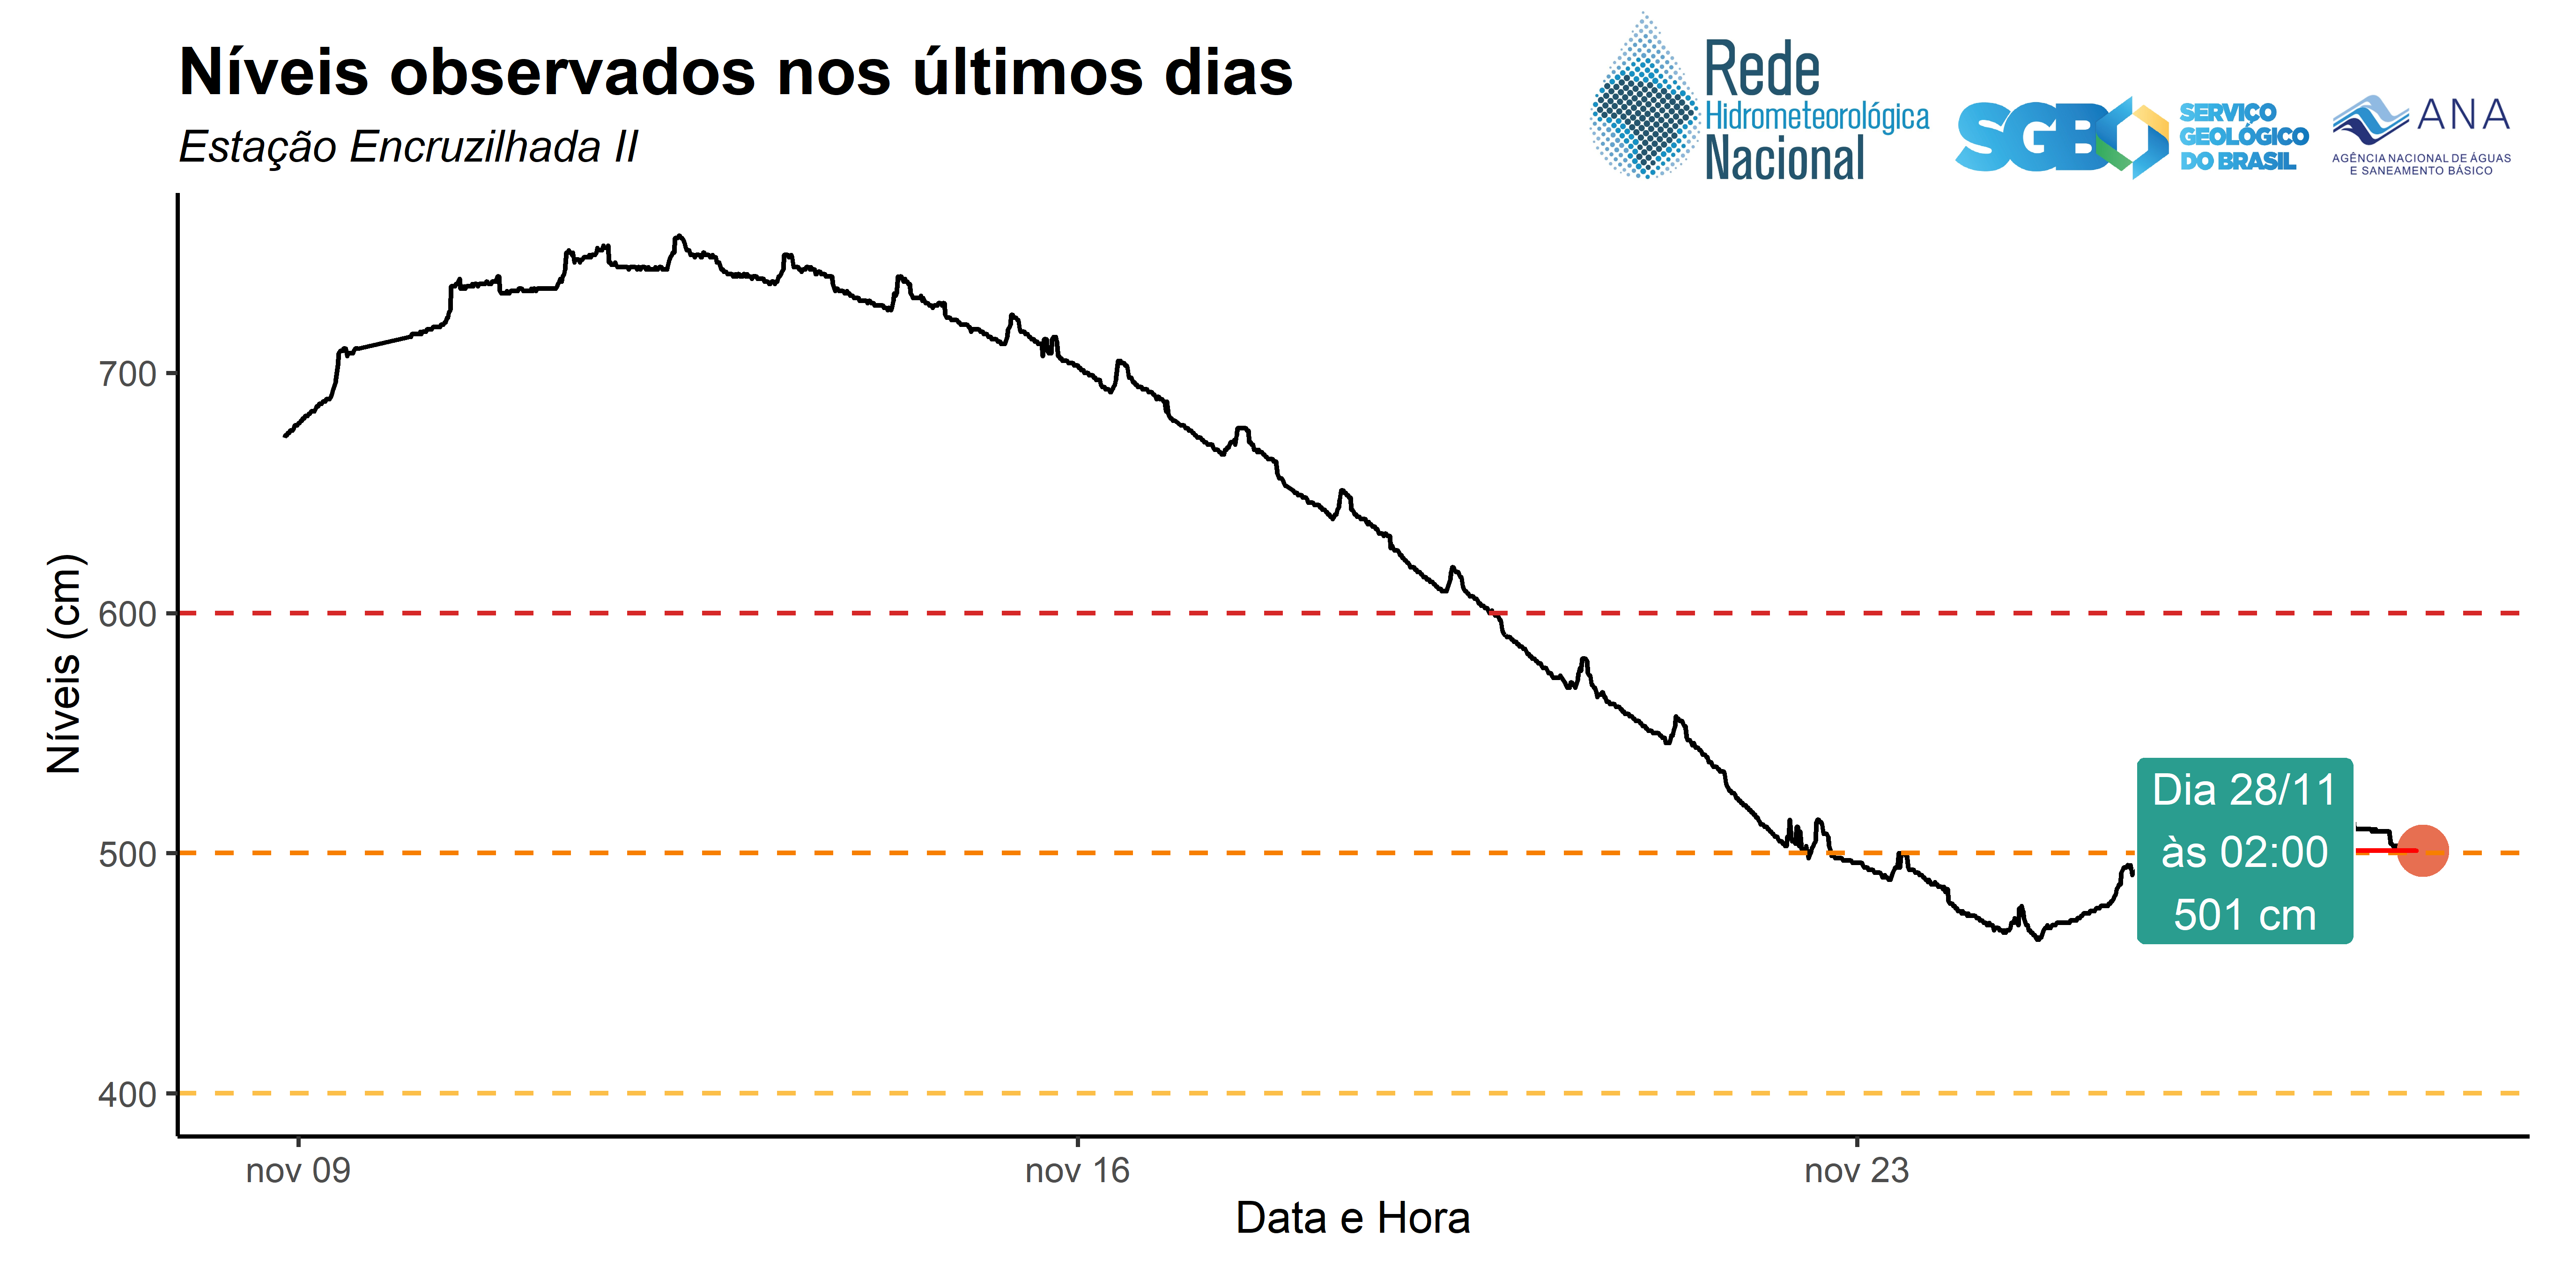 Níveis observados nos últimos dias
Estação Encruzilhada II
Rede
Hidrometeorológica
Nacional
SGB
SERVIÇO
GEOLÓGICO
DO BRASIL
ANA
AGÊNCIA NACIONAL DE ÁGUAS
E SANEAMENTO BÁSICO
Níveis (cm)
700
600
500
400
Dia 28/11
às 02:00
501 cm
nov 09
nov 16
nov 23
Data e Hora